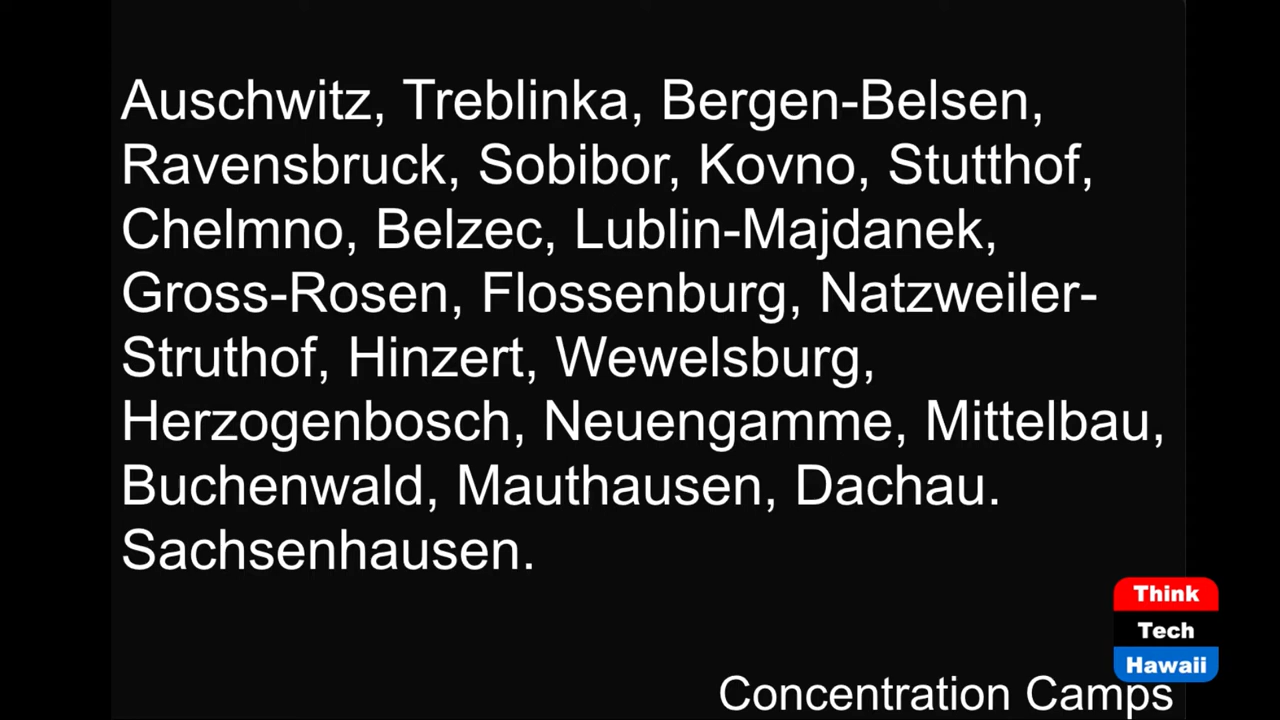 Auschwitz, Treblinka, Bergen-Belsen,
Ravensbruck, Sobibor, Kovno, Stutthof,
Chelmno, Belzec, Lublin-Majdanek,
Gross-Rosen, Flossenburg, Natzweiler-
Struthof, Hinzert, Wewelsburg,
Herzogenbosch, Neuengamme, Mittelbau,
Buchenwald, Mauthausen, Dachau.
Sachsenhausen.
Think
Tech
Hawaii
Concentration Camps